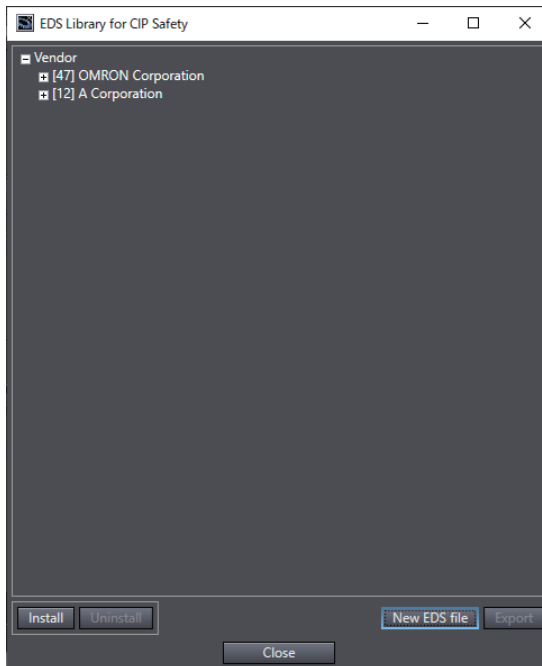 EDS Library for CIP Safety
Vendor
[47] OMRON Corporation
[12] A Corporation
Install Uninstall New EDS file Export
Close